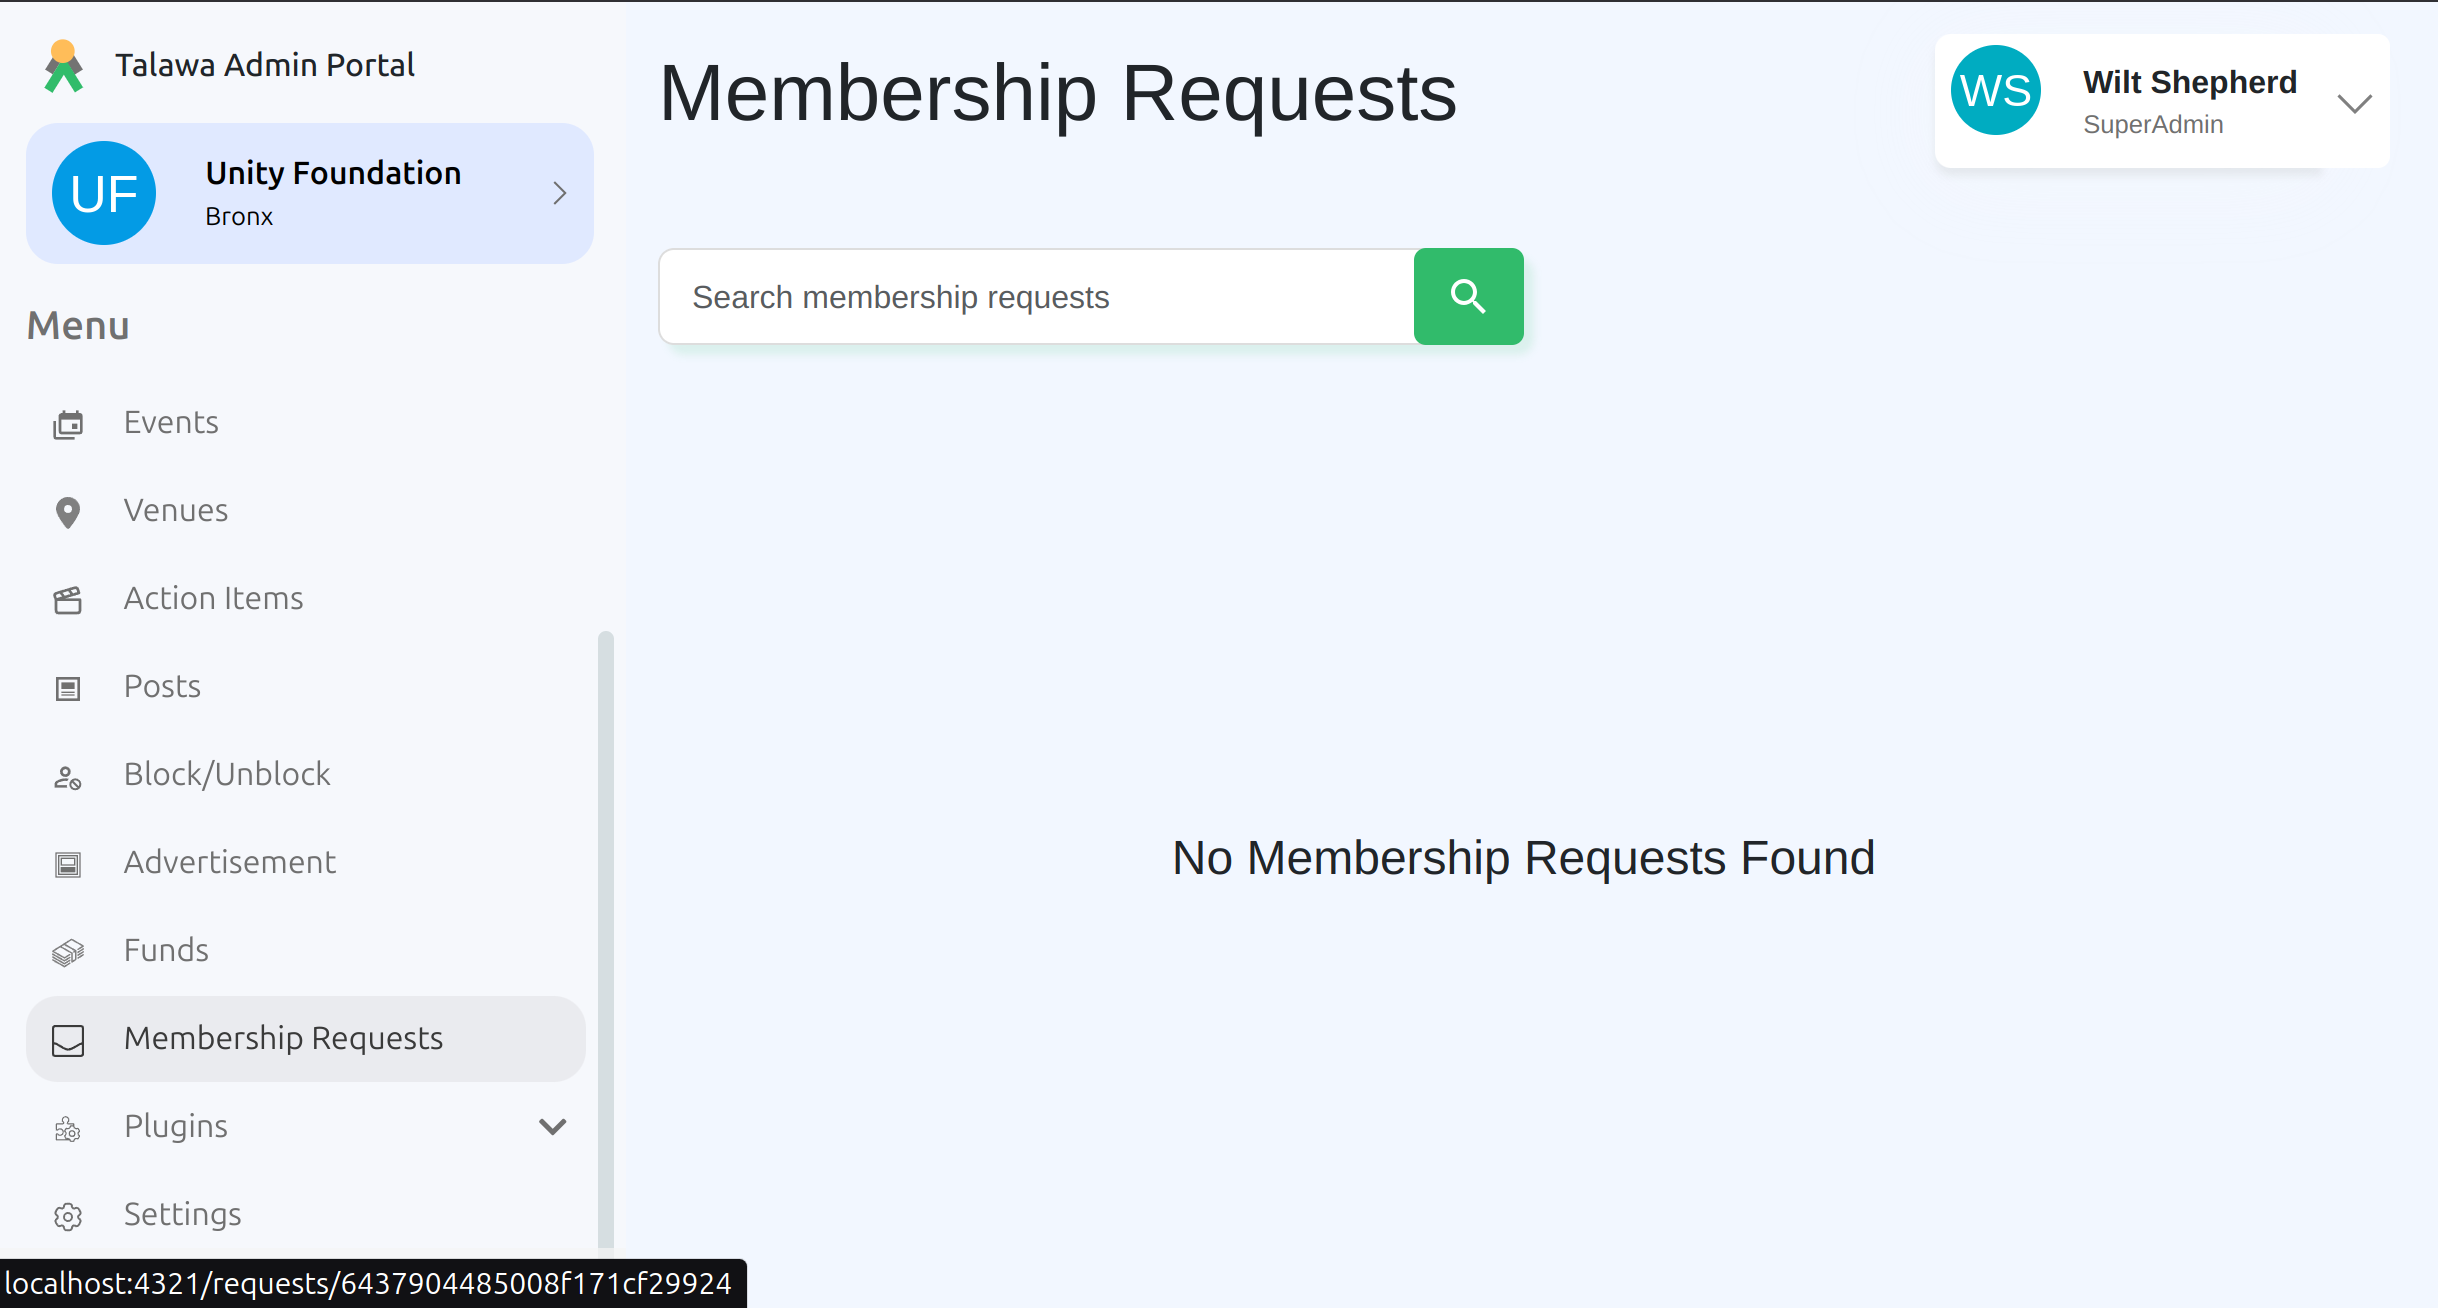 Talawa Admin Portal
UF
Unity Foundation
Bronx
Menu
Events
Venues
Action Items
Posts
Block/Unblock
Advertisement
Funds
Membership Requests
Plugins
Settings
localhost:4321/requests/6437904485008f171cf29924
Membership Requests
WS
Wilt Shepherd
SuperAdmin
Search membership requests
No Membership Requests Found